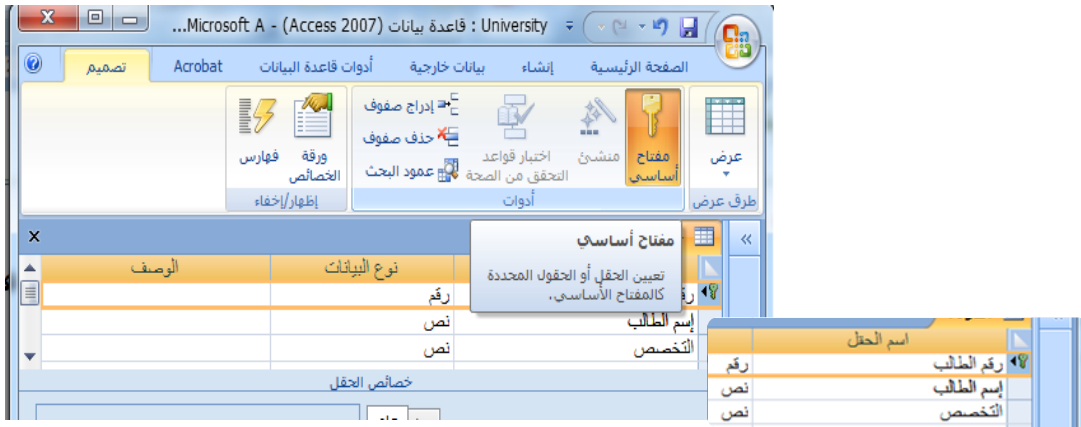 University : قاعدة بيانات (Access 2007) - Microsoft A...
الصفحة الرئيسية إنشاء بيانات خارجية أدوات قاعدة البيانات Acrobat تصميم
عرض
مفتاح أساسي
منشئ
اختبار قواعد التحقق من الصحة
إدراج صفوف
حذف صفوف
عمود البحث
ورقة الخصائص
فهارس
طرق عرض أدوات إظهار/إخفاء
مفتاح أساسي
تعيين الحقل أو الحقول المحددة
كالمفتاح الأساسي.
نوع البيانات الوصف
رقم
إسم الطالب نص
التخصص نص
خصائص الحقل
عام
اسم الحقل
رقم الطالب رقم
إسم الطالب نص
التخصص نص